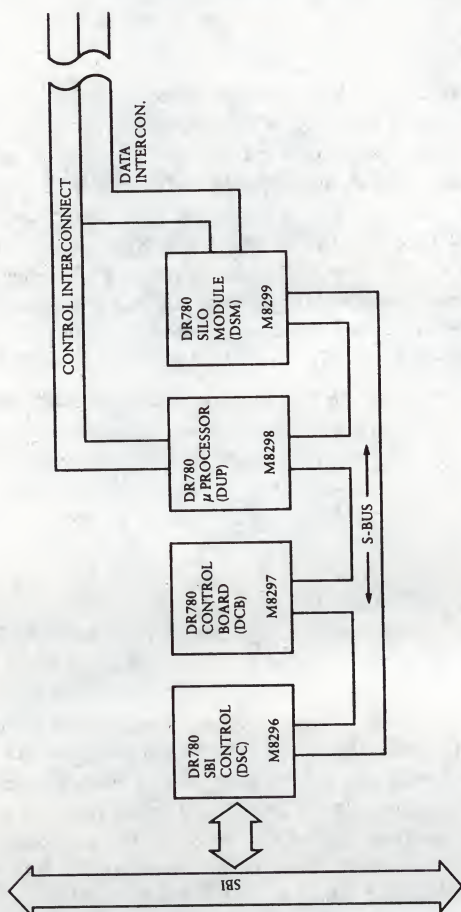 CONTROL INTERCONNECT
DATA
INTERCON.
DR780
SBI
CONTROL
(DSC)
M8296
DR780
CONTROL
BOARD
(DCB)
M8297
DR780
μ PROCESSOR
(DUP)
M8298
DR780
SILO
MODULE
(DSM)
M8299
S-BUS
SBI